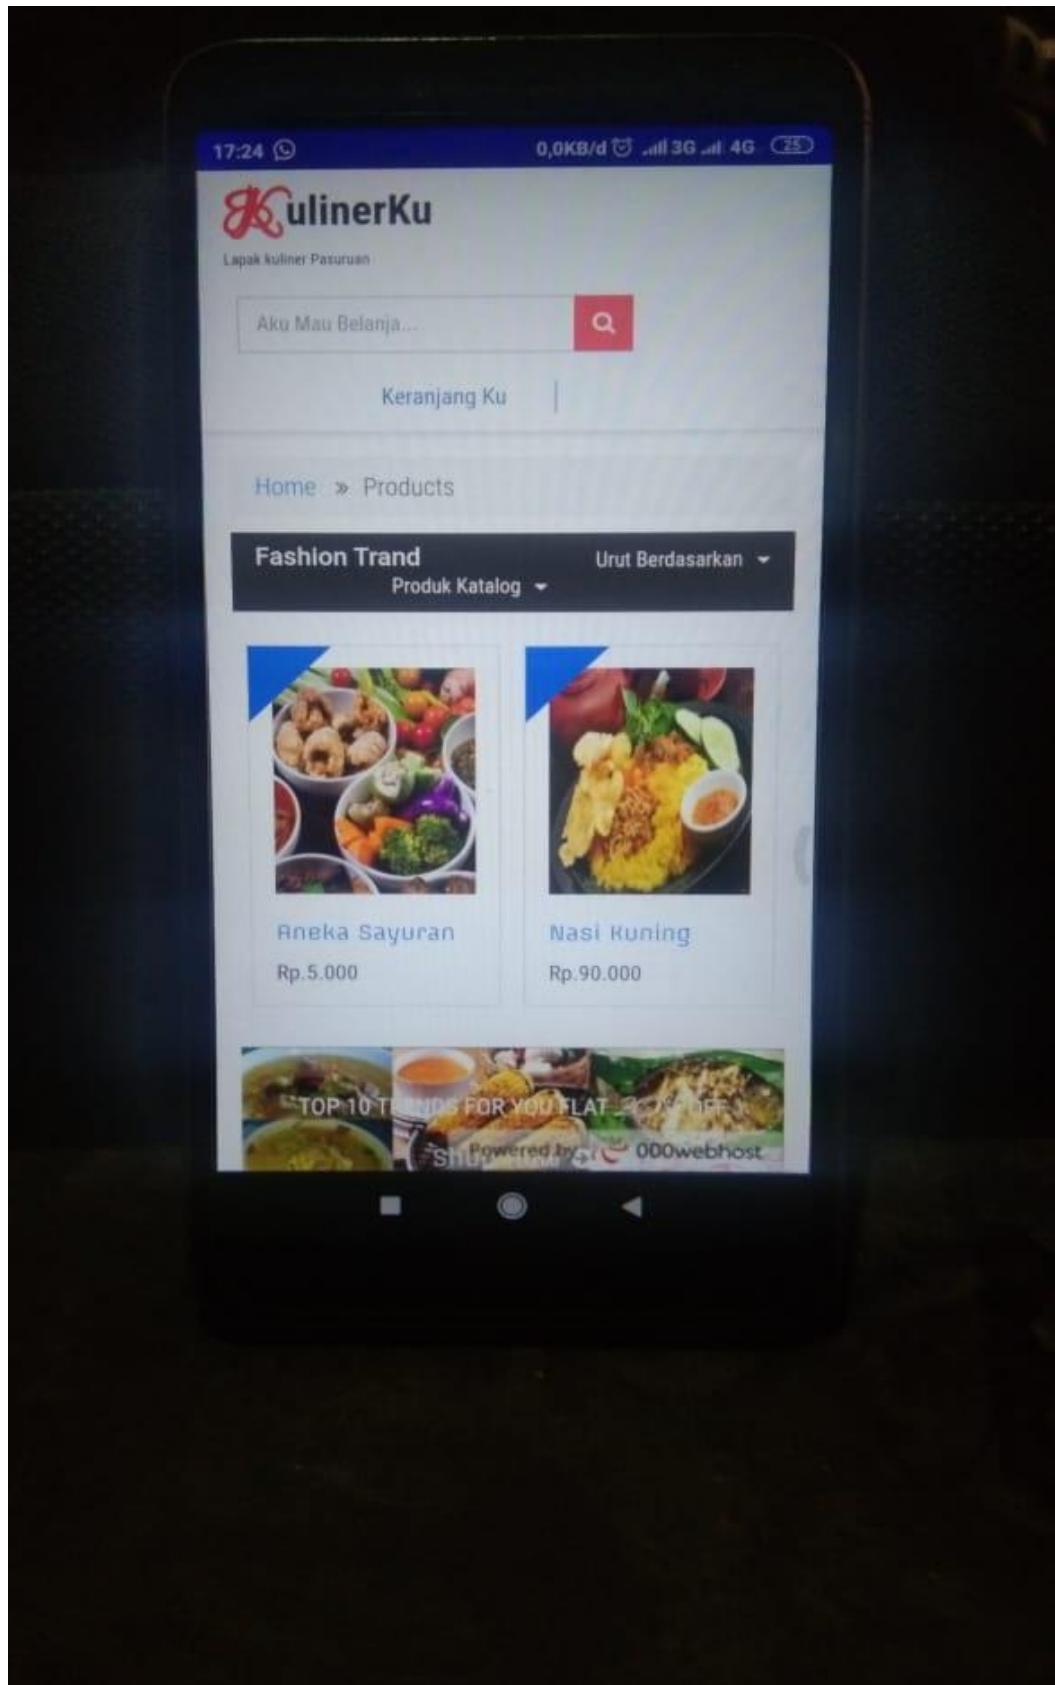 17:24 0,0KB/d 3G 4G 25
KulinerKu
Lapak kuliner Pasuruan
Aku Mau Belanja...
Keranjang Ku
Home » Products
Fashion Trand Urut Berdasarkan
Produk Katalog
Aneka Sayuran
Rp.5.000
Nasi Kuning
Rp.90.000
TOP 10 FOR YOU FLAT
Powered by 000webhost